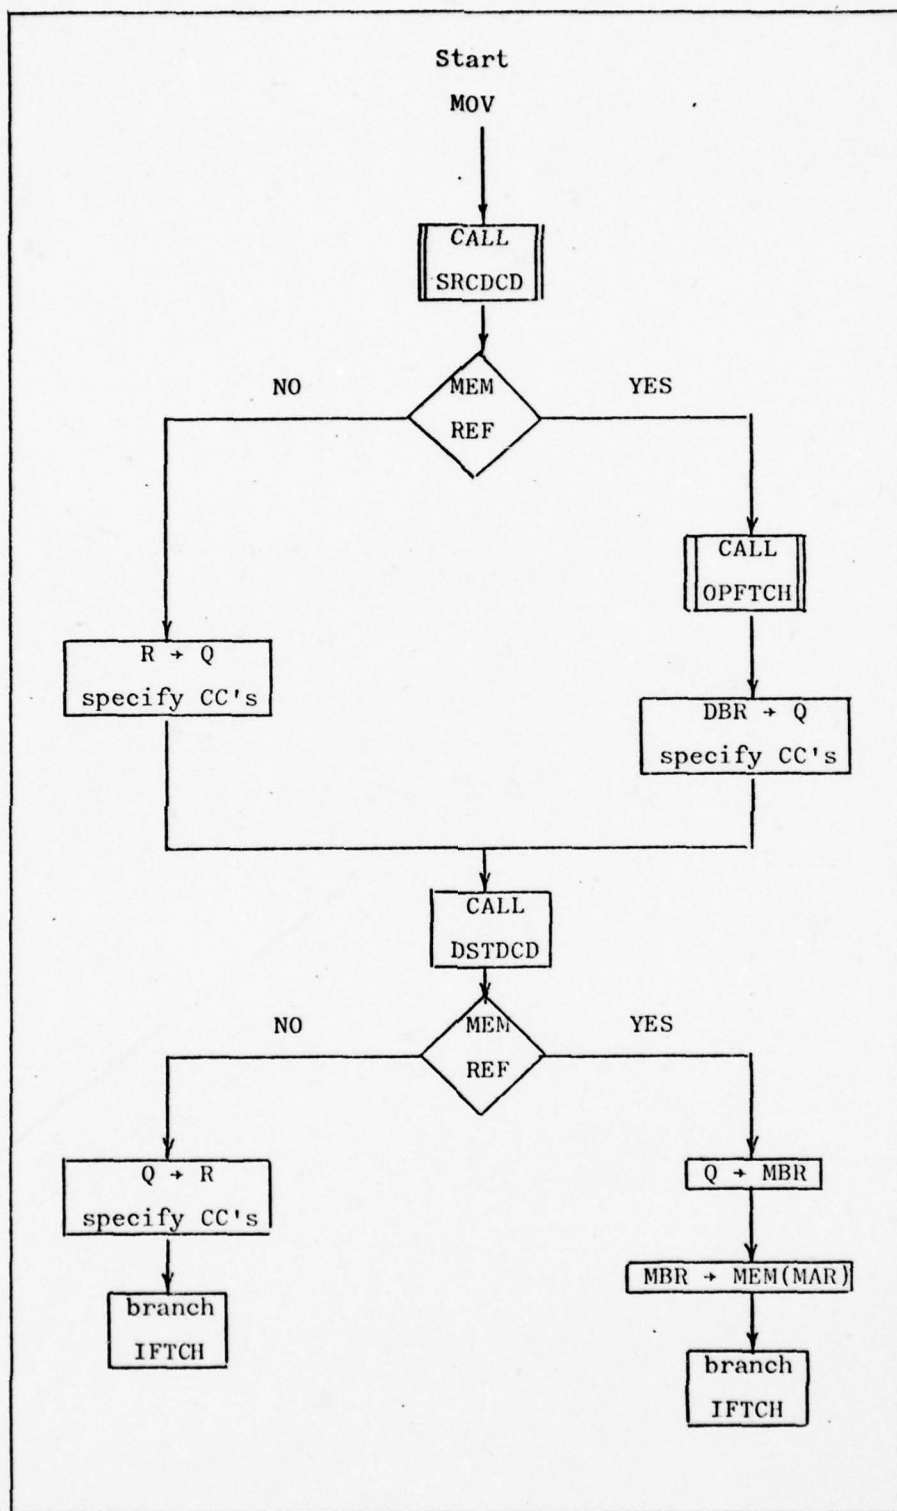 Start
MOV
CALL
SRCDCD
MEM
REF
NO
YES
CALL
OPFTCH
R → Q
specify CC's
DBR → Q
specify CC's
CALL
DSTDCD
MEM
REF
NO
YES
Q → R
specify CC's
Q → MBR
branch
IFTCH
MBR → MEM(MAR)
branch
IFTCH